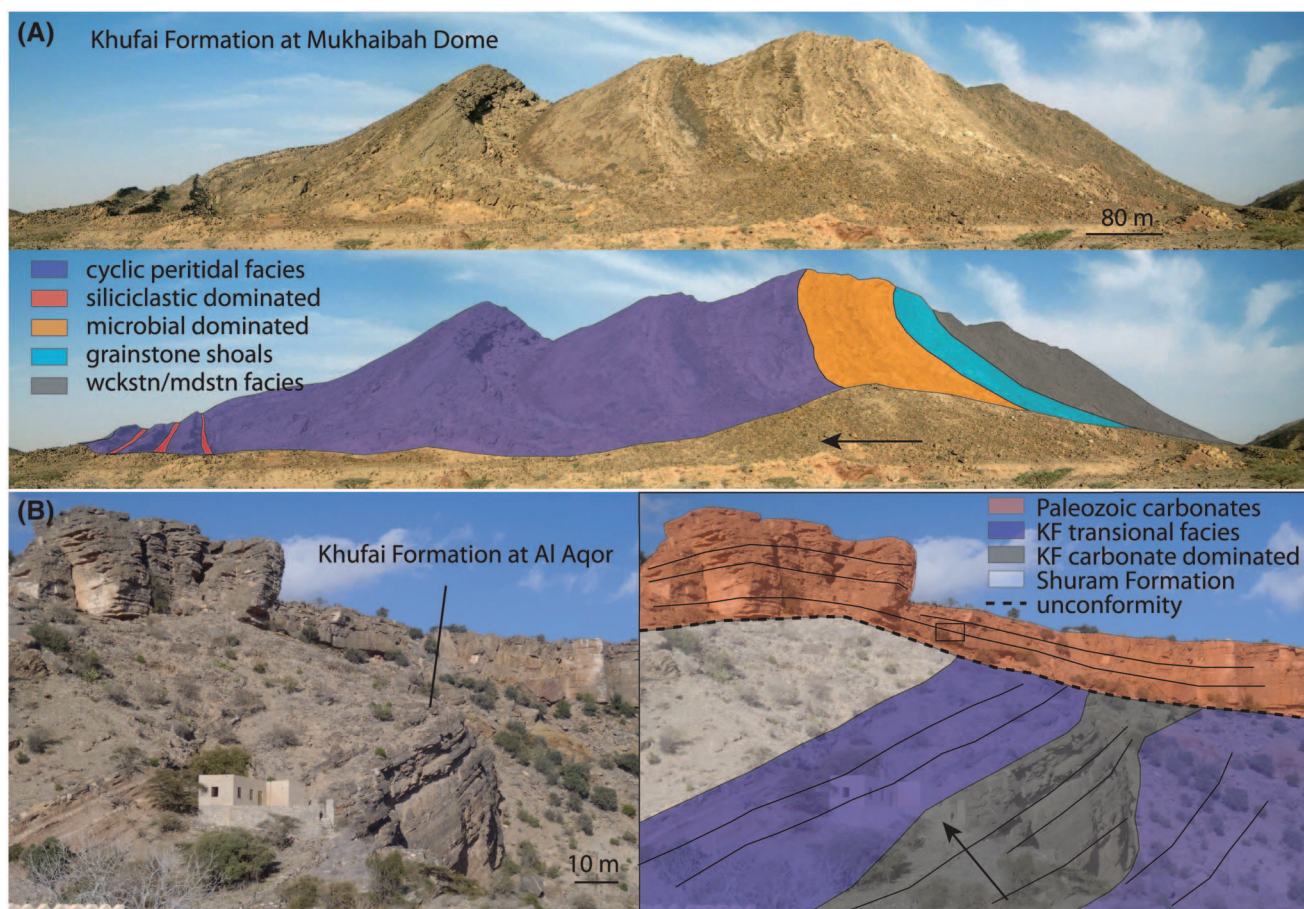 (A)
Khufai Formation at Mukhaibah Dome
80 m
cyclic peritidal facies
siliciclastic dominated
microbial dominated
grainstone shoals
wckstn/mdstn facies
(B)
Khufai Formation at Al Aqor
10 m
Paleozoic carbonates
KF transional facies
KF carbonate dominated
Shuram Formation
unconformity